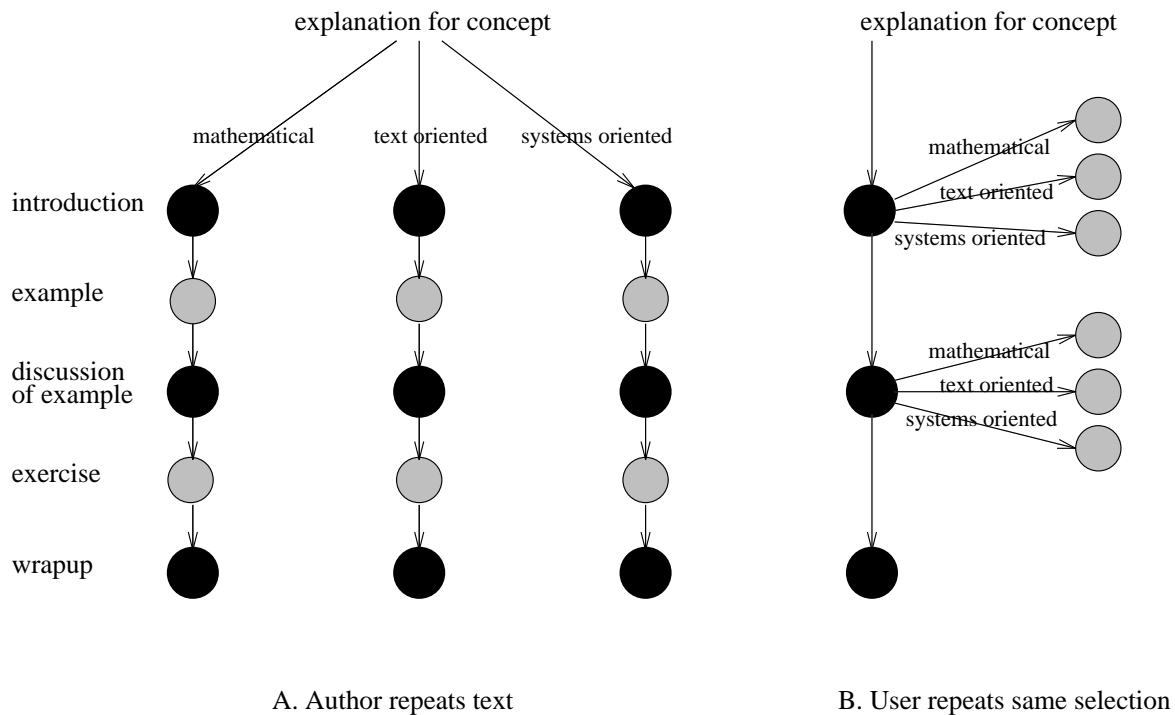 explanation for concept
explanation for concept
mathematical
text oriented
systems oriented
mathematical
text oriented
systems oriented
introduction
example
discussion
of example
mathematical
text oriented
systems oriented
exercise
wrapup
A. Author repeats text
B. User repeats same selection